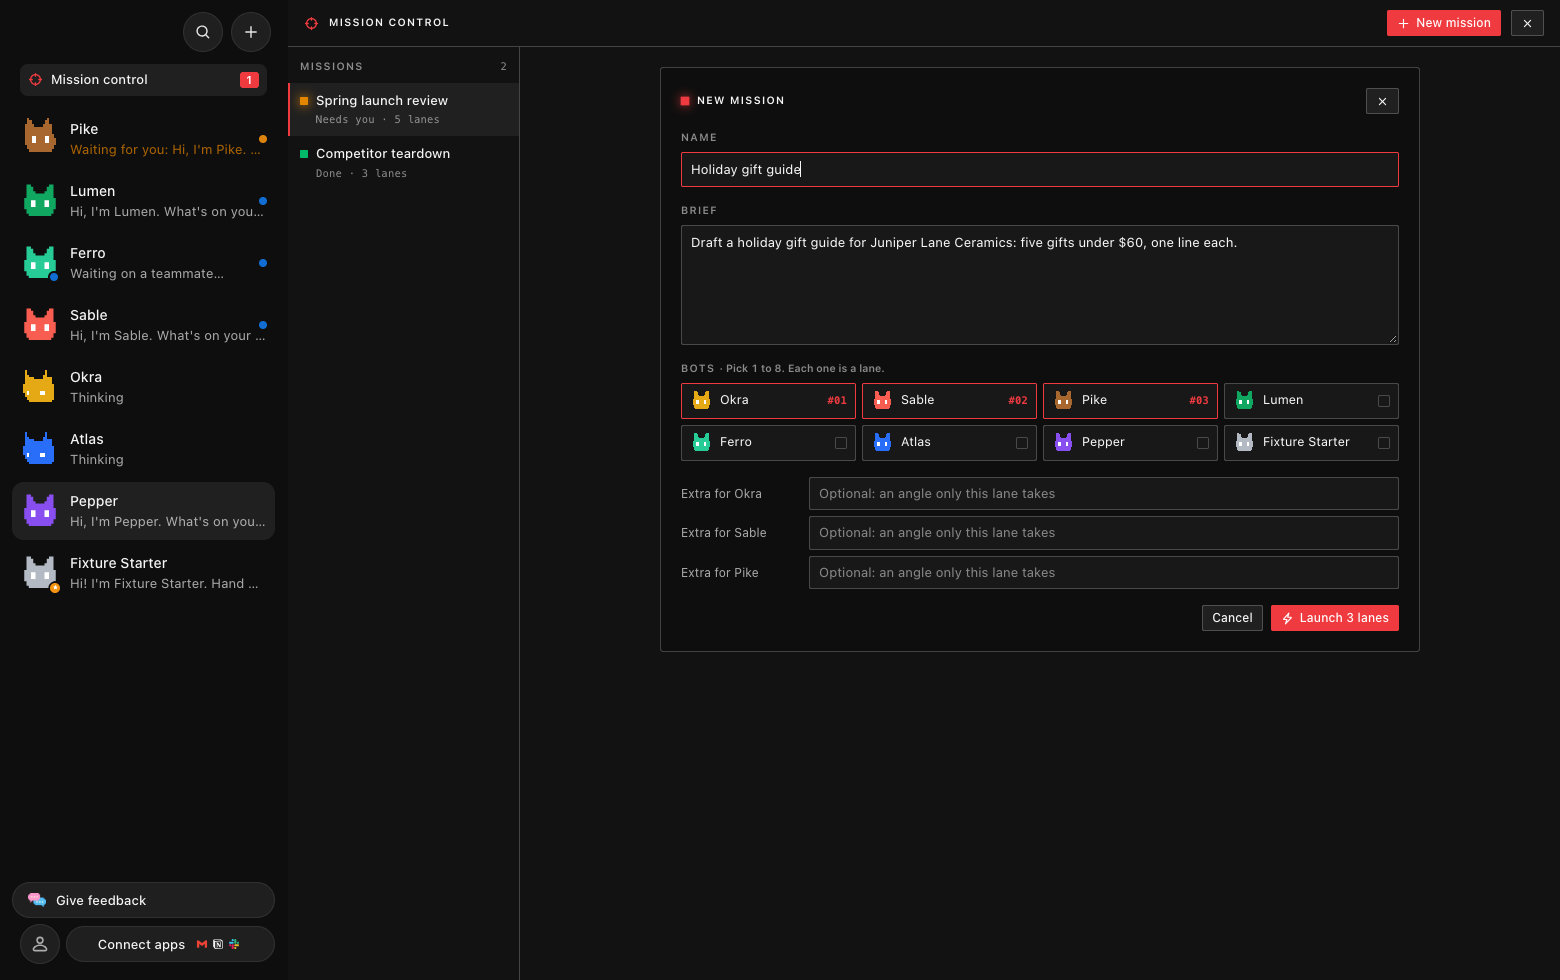 Mission control
1
Pike
Waiting for you: Hi, I'm Pike. ...
Lumen
Hi, I'm Lumen. What's on you...
Ferro
Waiting on a teammate...
Sable
Hi, I'm Sable. What's on your ...
Okra
Thinking
Atlas
Thinking
Pepper
Hi, I'm Pepper. What's on you...
Fixture Starter
Hi! I'm Fixture Starter. Hand ...
Give feedback
Connect apps
MISSION CONTROL
New mission
MISSIONS 2
Spring launch review
Needs you · 5 lanes
Competitor teardown
Done · 3 lanes
NEW MISSION
NAME
Holiday gift guide
BRIEF
Draft a holiday gift guide for Juniper Lane Ceramics: five gifts under $60, one line each.
BOTS · Pick 1 to 8. Each one is a lane.
Okra #01 Sable #02 Pike #03 Lumen
Ferro Atlas Pepper Fixture Starter
Extra for Okra Optional: an angle only this lane takes
Extra for Sable Optional: an angle only this lane takes
Extra for Pike Optional: an angle only this lane takes
Cancel Launch 3 lanes